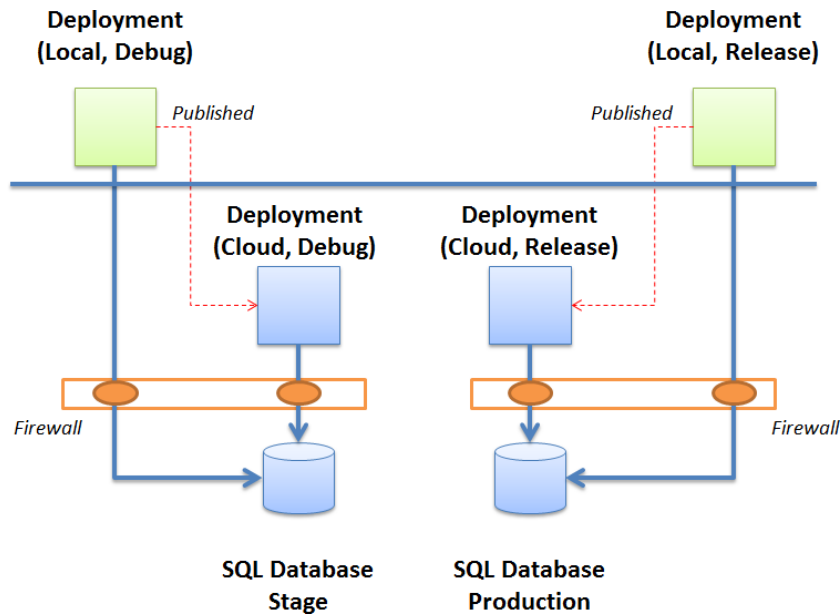 Deployment
(Local, Debug)
Deployment
(Local, Release)
Published
Published
Deployment
(Cloud, Debug)
Deployment
(Cloud, Release)
Firewall
Firewall
SQL Database
Stage
SQL Database
Production